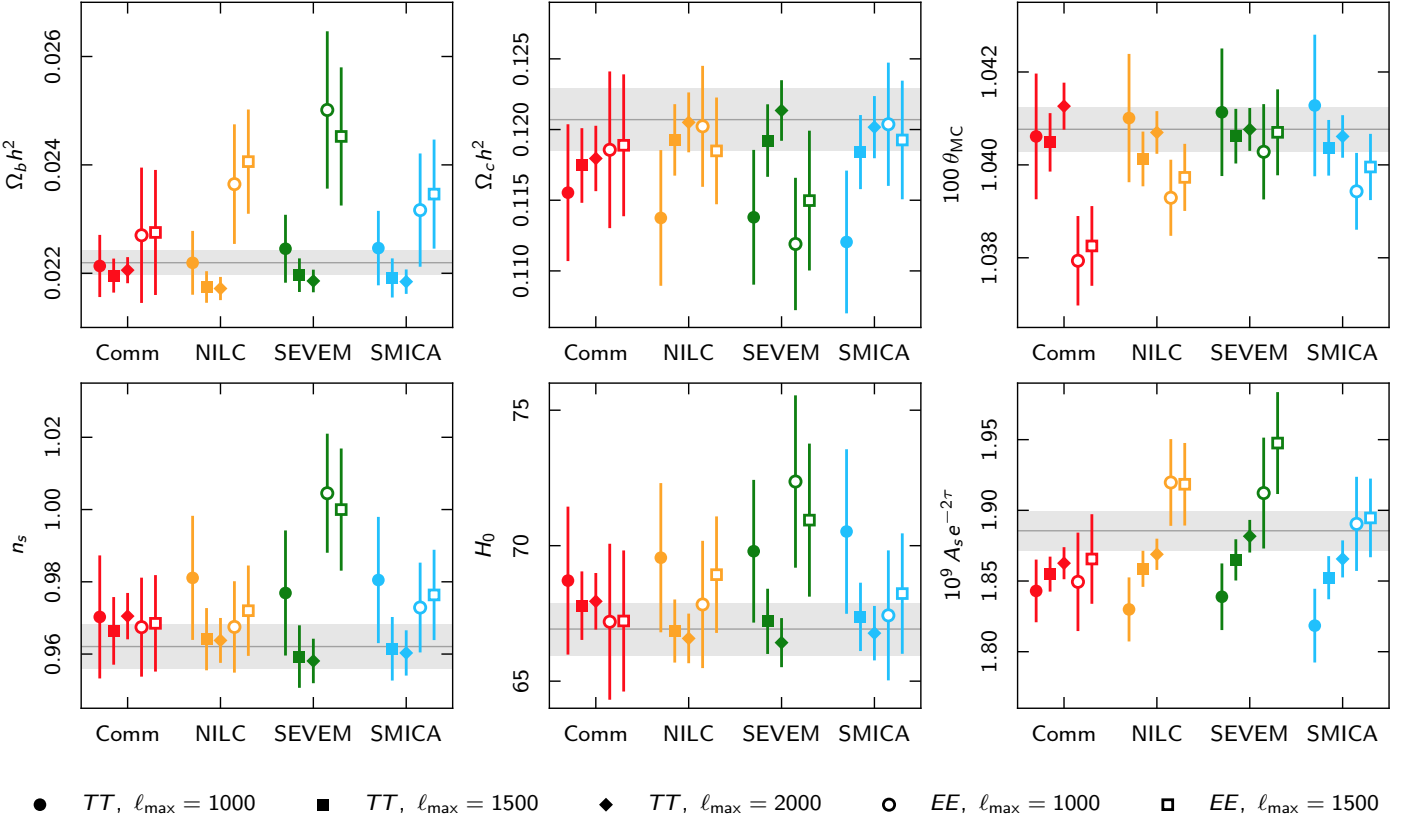 Ω_b h²
0.026
0.024
0.022
Comm NILC SEVEM SMICA
Ω_c h²
0.125
0.120
0.115
0.110
Comm NILC SEVEM SMICA
100 θ_MC
1.042
1.040
1.038
Comm NILC SEVEM SMICA
n_s
1.02
1.00
0.98
0.96
Comm NILC SEVEM SMICA
H_0
75
70
65
Comm NILC SEVEM SMICA
10⁹ A_s e^{−2τ}
1.95
1.90
1.85
1.80
Comm NILC SEVEM SMICA
TT, ℓ_max = 1000 TT, ℓ_max = 1500 TT, ℓ_max = 2000 EE, ℓ_max = 1000 EE, ℓ_max = 1500